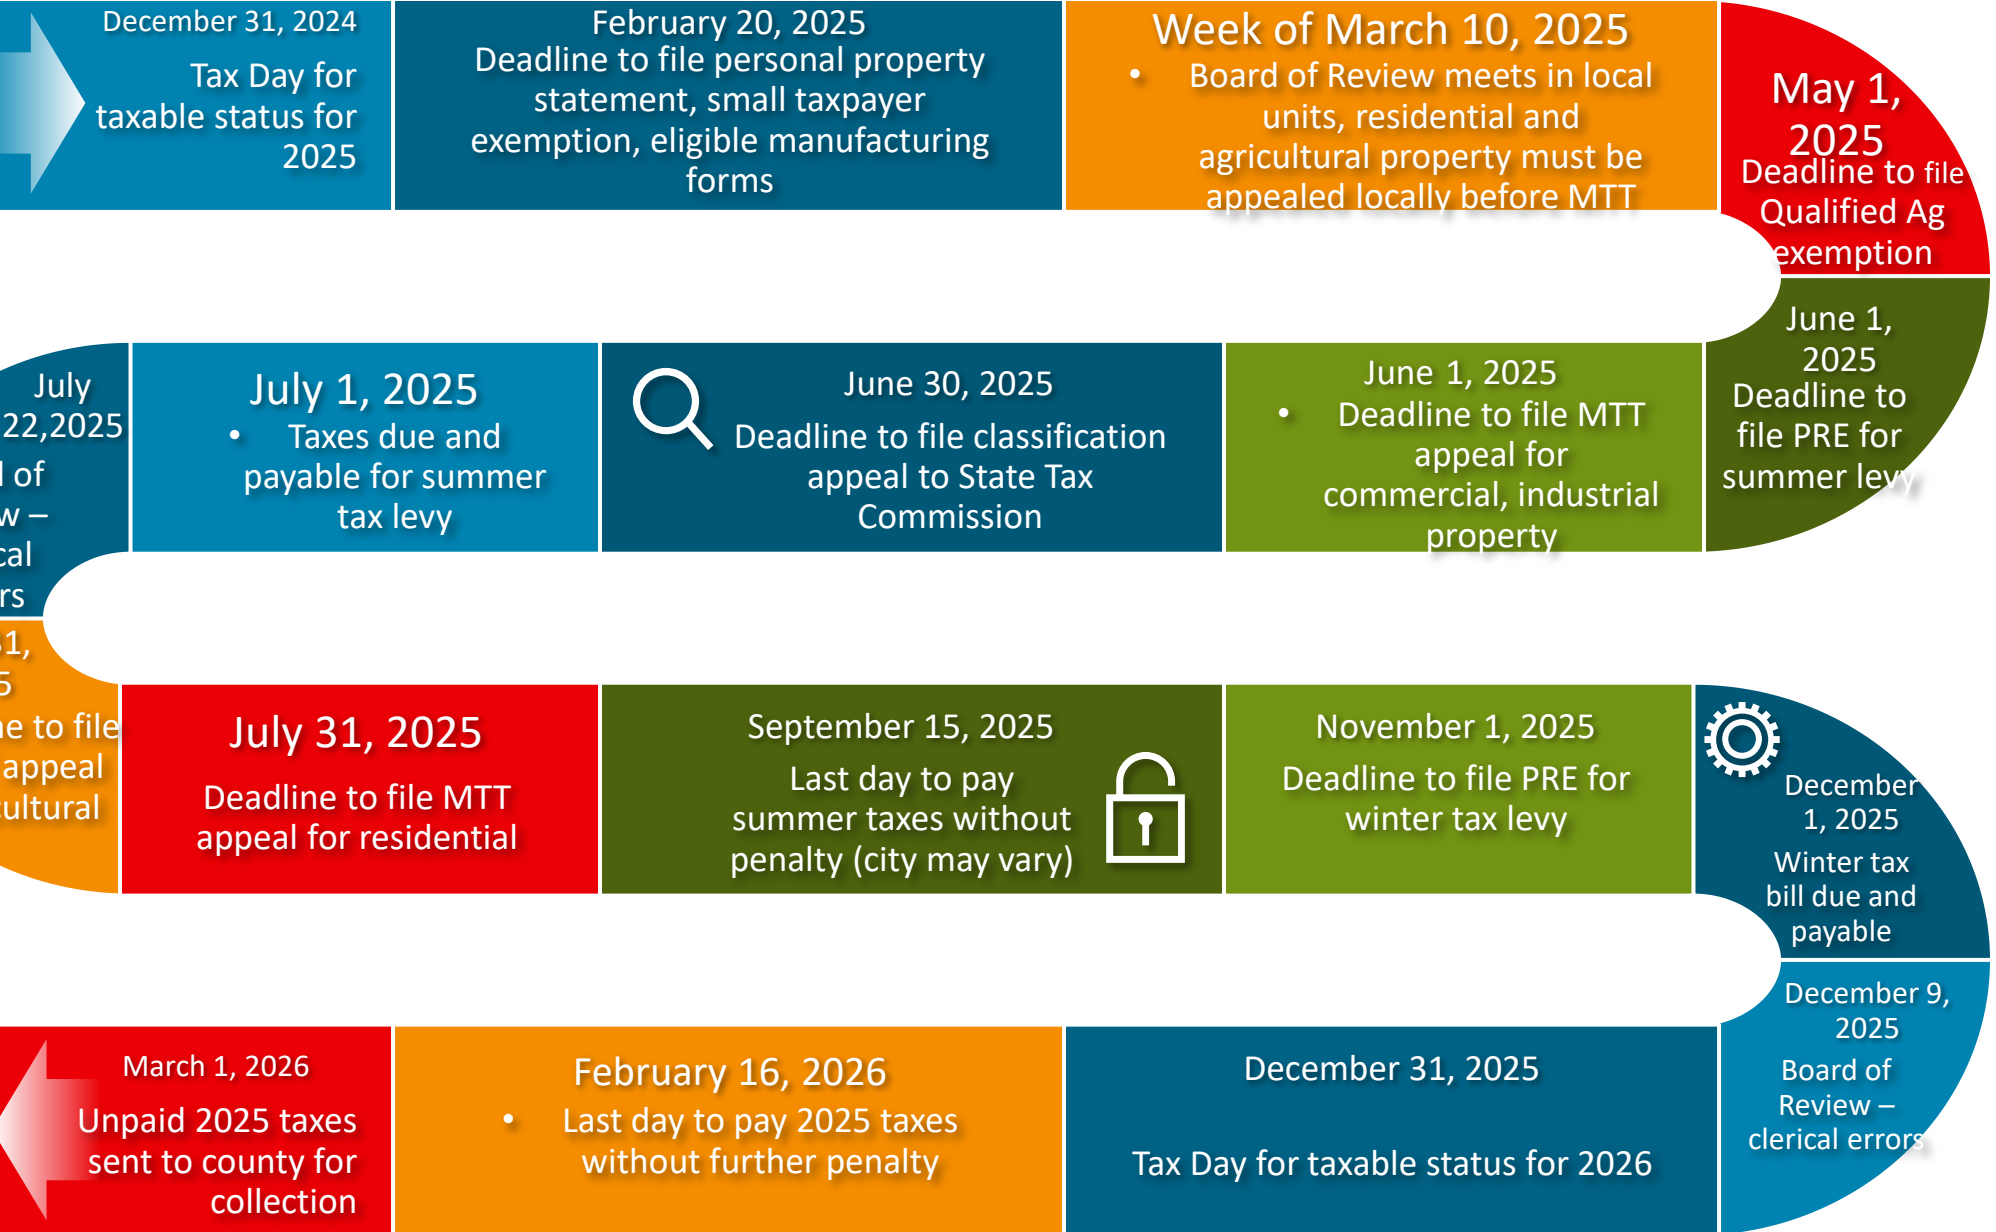 December 31, 2024
Tax Day for
taxable status for
2025
February 20, 2025
Deadline to file personal property
statement, small taxpayer
exemption, eligible manufacturing
forms
Week of March 10, 2025
• Board of Review meets in local
units, residential and
agricultural property must be
appealed locally before MTT
May 1,
2025
Deadline to file
Qualified Ag
exemption
June 1,
2025
Deadline to
file PRE for
summer levy
June 1, 2025
• Deadline to file MTT
appeal for
commercial, industrial
property
June 30, 2025
Deadline to file classification
appeal to State Tax
Commission
July 1, 2025
• Taxes due and
payable for summer
tax levy
July
22,2025
of
–
to file
appeal
July 31, 2025
Deadline to file MTT
appeal for residential
September 15, 2025
Last day to pay
summer taxes without
penalty (city may vary)
November 1, 2025
Deadline to file PRE for
winter tax levy
December
1, 2025
Winter tax
bill due and
payable
December 9,
2025
Board of
Review –
clerical errors
December 31, 2025
Tax Day for taxable status for 2026
February 16, 2026
• Last day to pay 2025 taxes
without further penalty
March 1, 2026
Unpaid 2025 taxes
sent to county for
collection